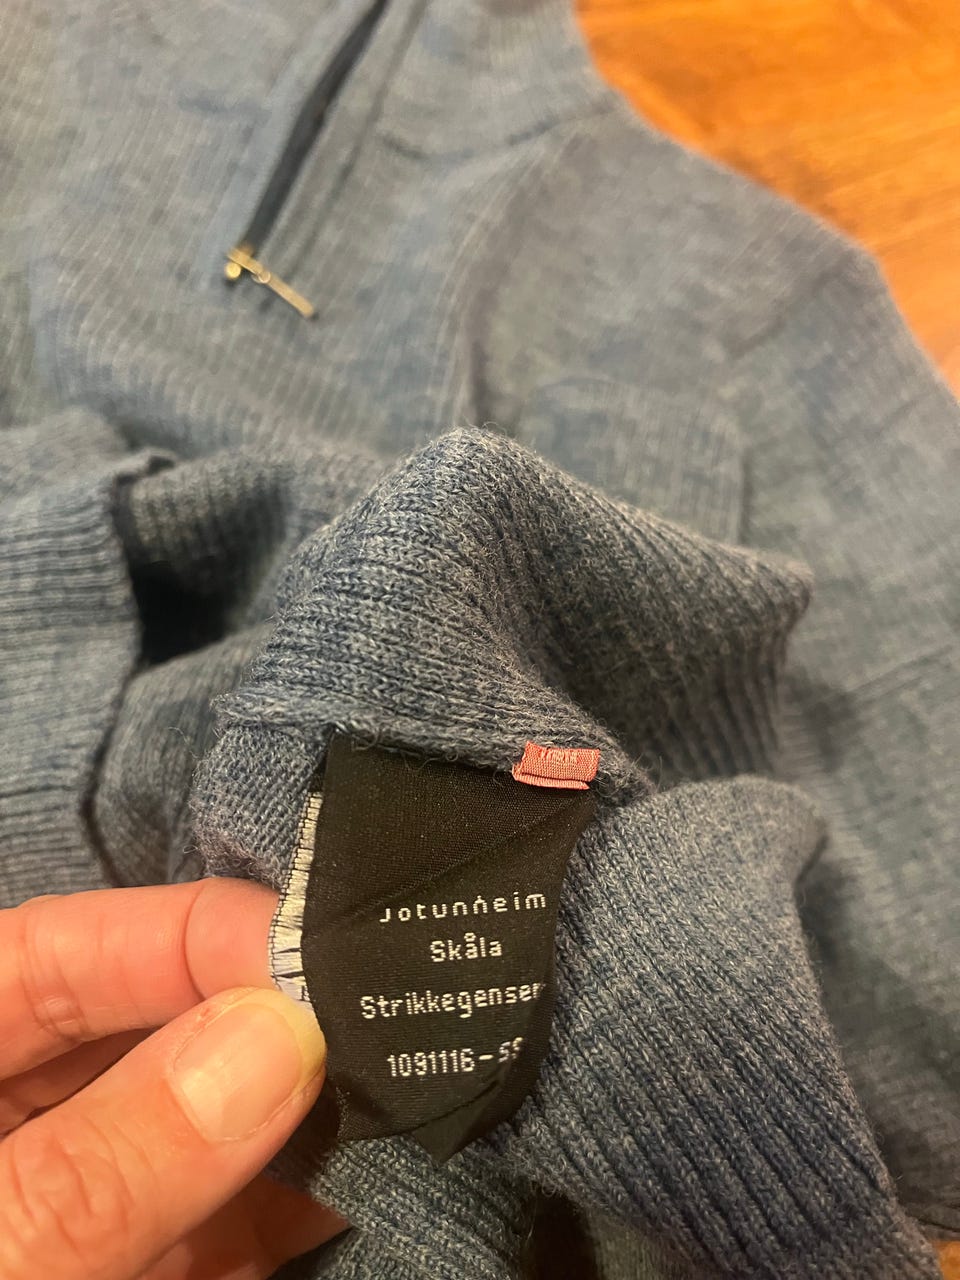 Jotunheim
Skåla
Strikkegenser
1091116-